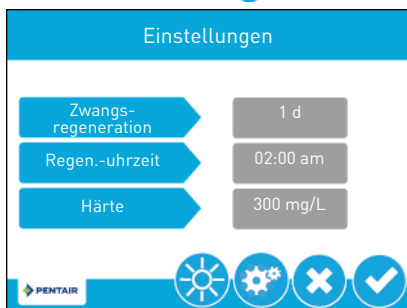 Einstellungen
Zwangs-
regeneration
1 d
Regen.-uhrzeit
02:00 am
Härte
300 mg/L
PENTAIR